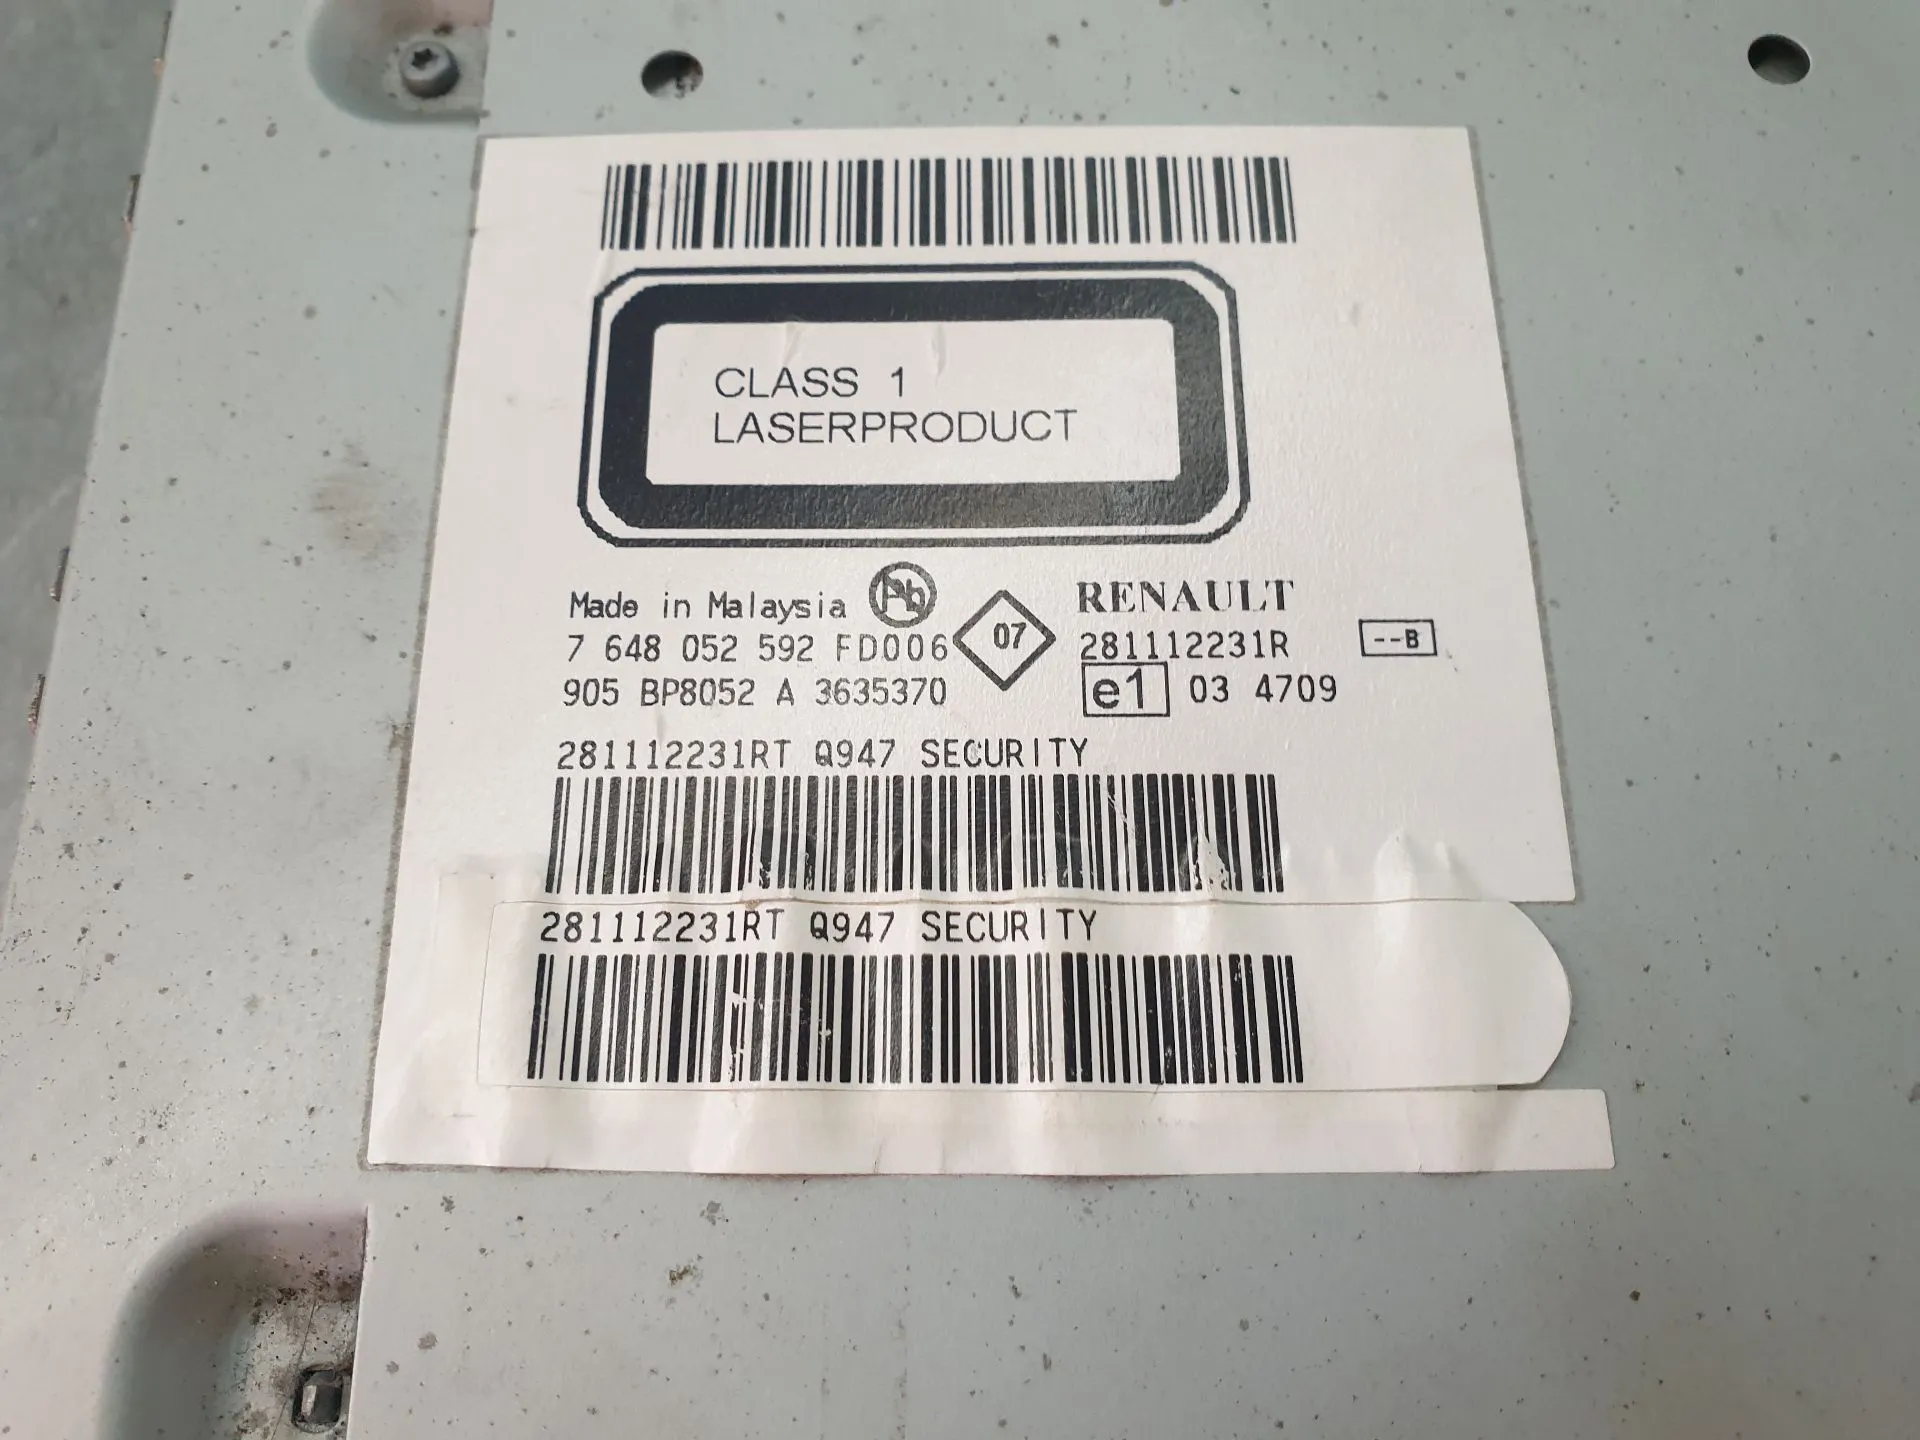 CLASS 1
LASERPRODUCT
Made in Malaysia Pb
7 648 052 592 FD006
905 BP8052 A 3635370
07
RENAULT
281112231R --B
e1 03 4709
281112231RT Q947 SECURITY
281112231RT Q947 SECURITY